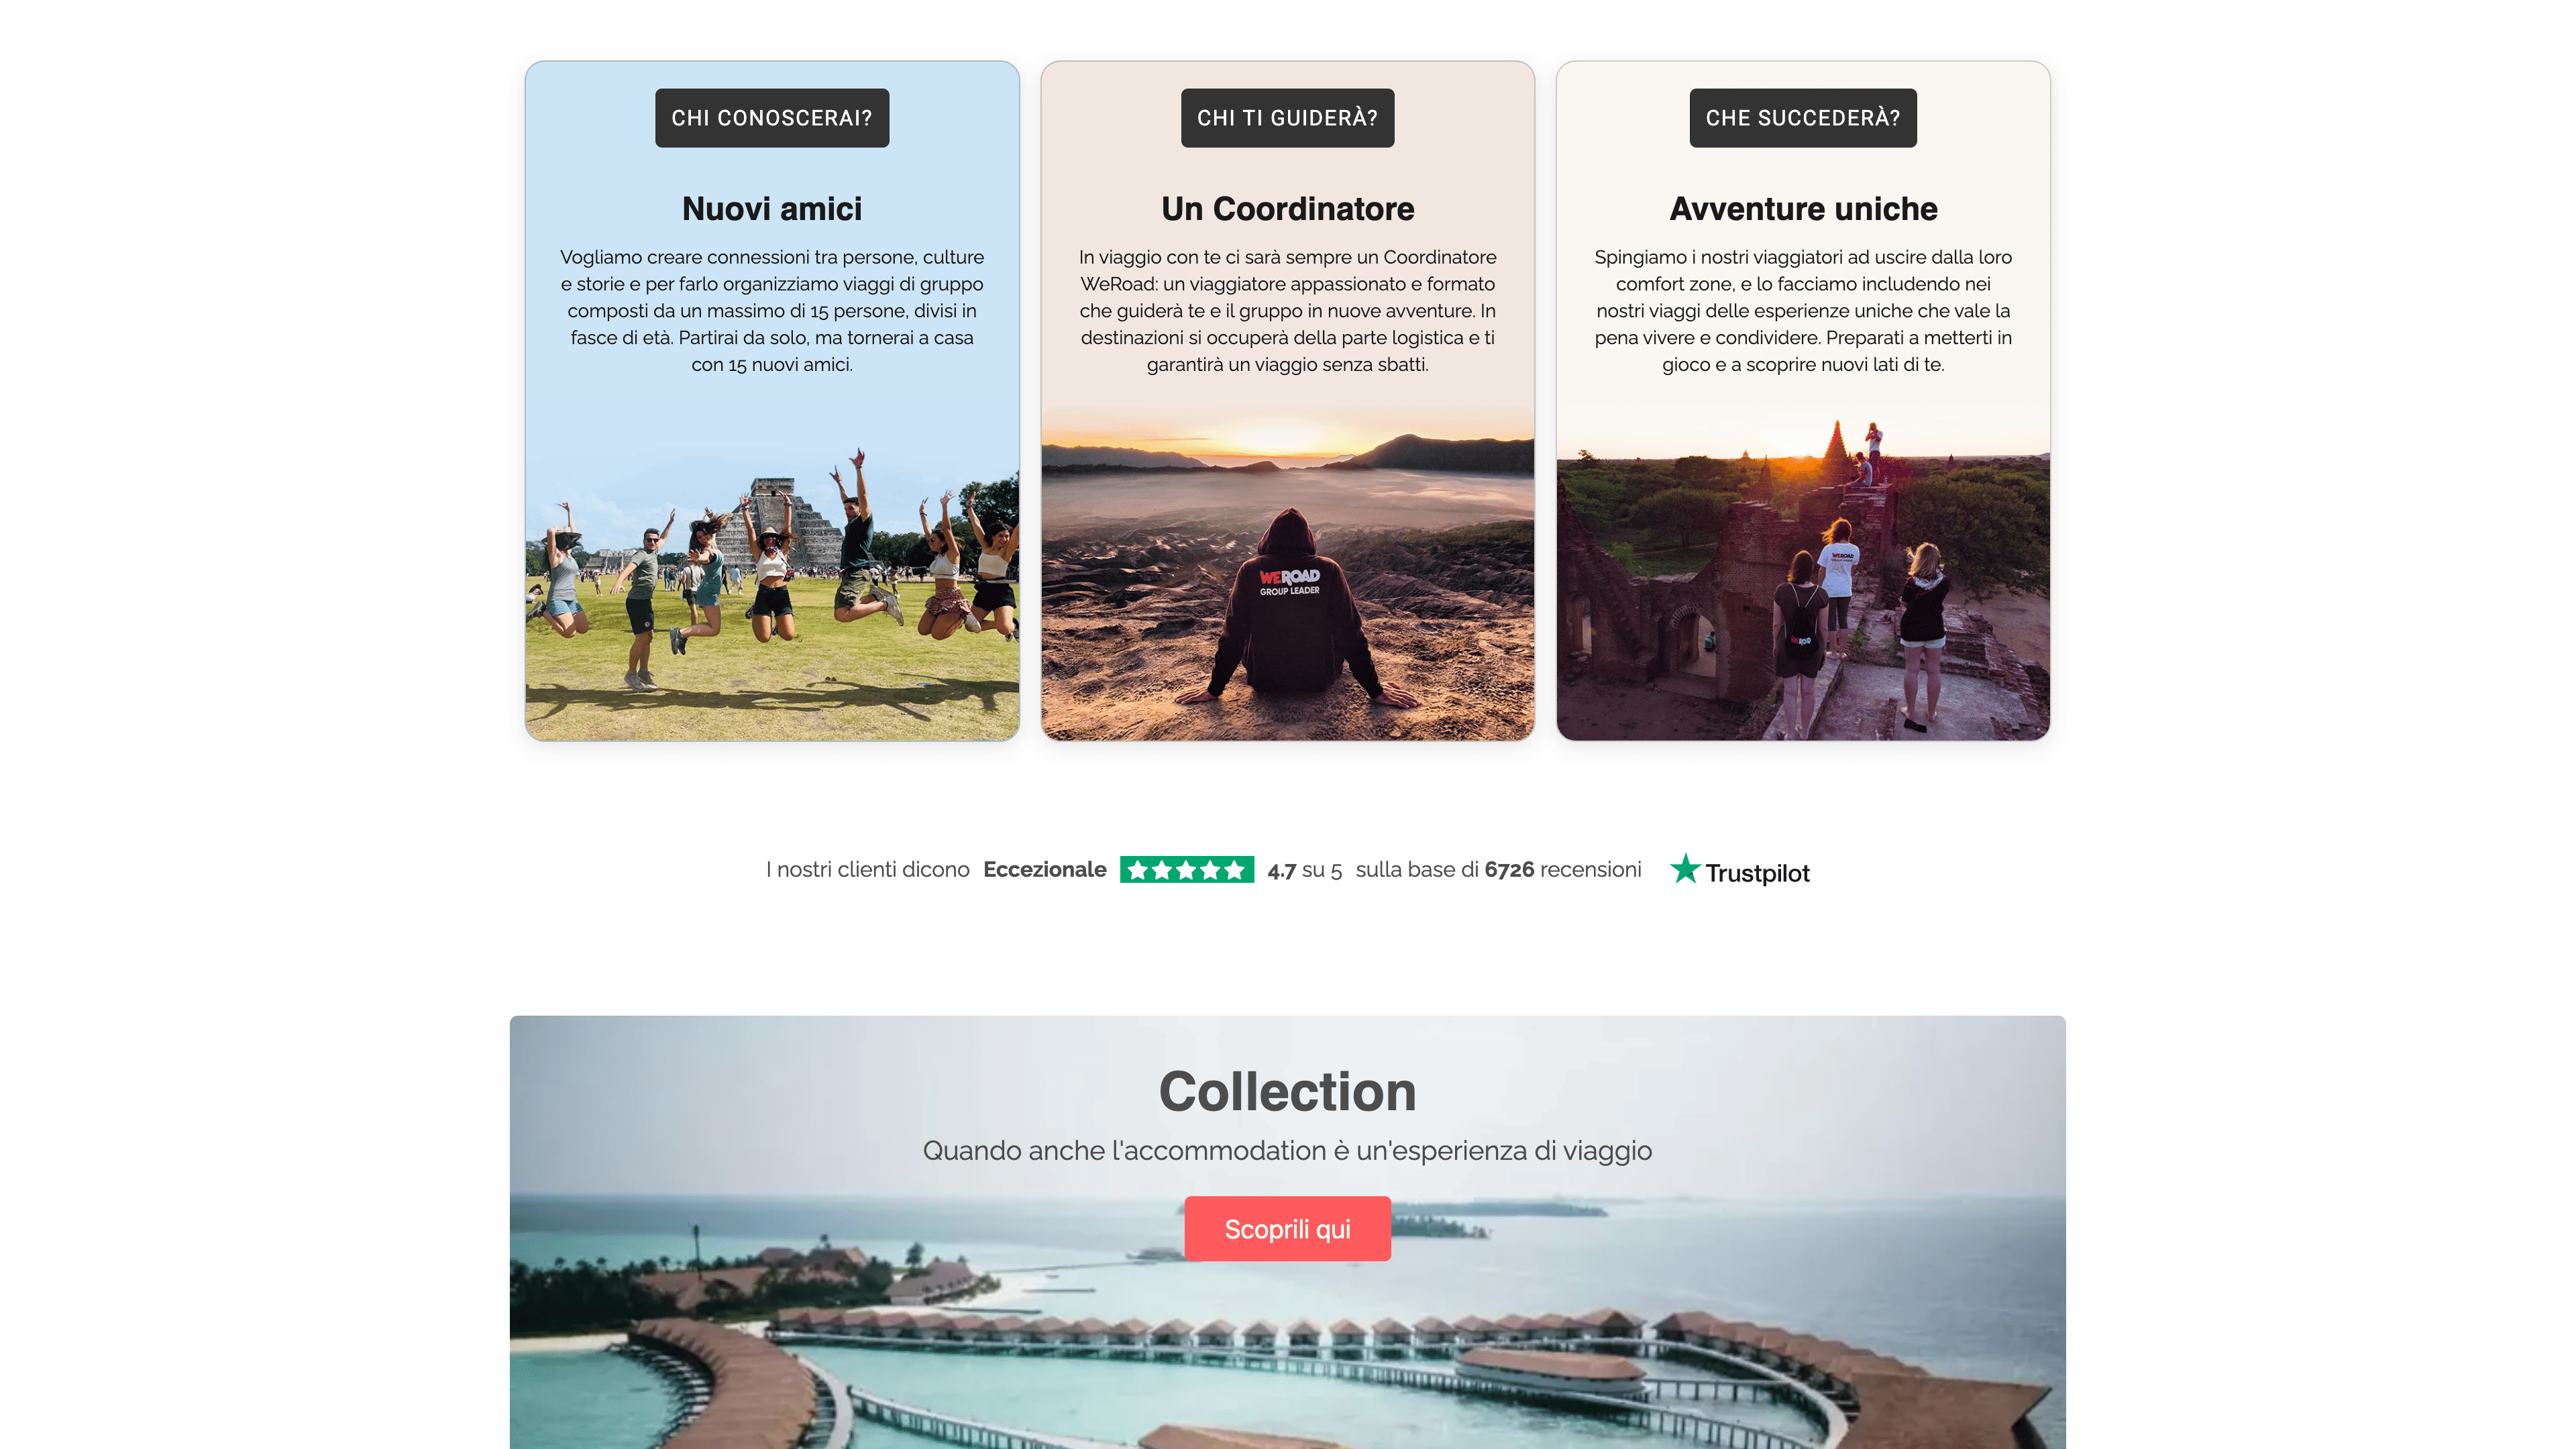 CHI CONOSCERAI?
Nuovi amici
Vogliamo creare connessioni tra persone, culture
e storie e per farlo organizziamo viaggi di gruppo
composti da un massimo di 15 persone, divisi in
fasce di età. Partirai da solo, ma tornerai a casa
con 15 nuovi amici.
CHI TI GUIDERÀ?
Un Coordinatore
In viaggio con te ci sarà sempre un Coordinatore
WeRoad: un viaggiatore appassionato e formato
che guiderà te e il gruppo in nuove avventure. In
destinazioni si occuperà della parte logistica e ti
garantirà un viaggio senza sbatti.
WEROAD
GROUP LEADER
CHE SUCCEDERÀ?
Avventure uniche
Spingiamo i nostri viaggiatori ad uscire dalla loro
comfort zone, e lo facciamo includendo nei
nostri viaggi delle esperienze uniche che vale la
pena vivere e condividere. Preparati a metterti in
gioco e a scoprire nuovi lati di te.
WEROAD
WEROAD
I nostri clienti dicono Eccezionale 4.7 su 5 sulla base di 6726 recensioni Trustpilot
Collection
Quando anche l'accommodation è un'esperienza di viaggio
Scoprili qui